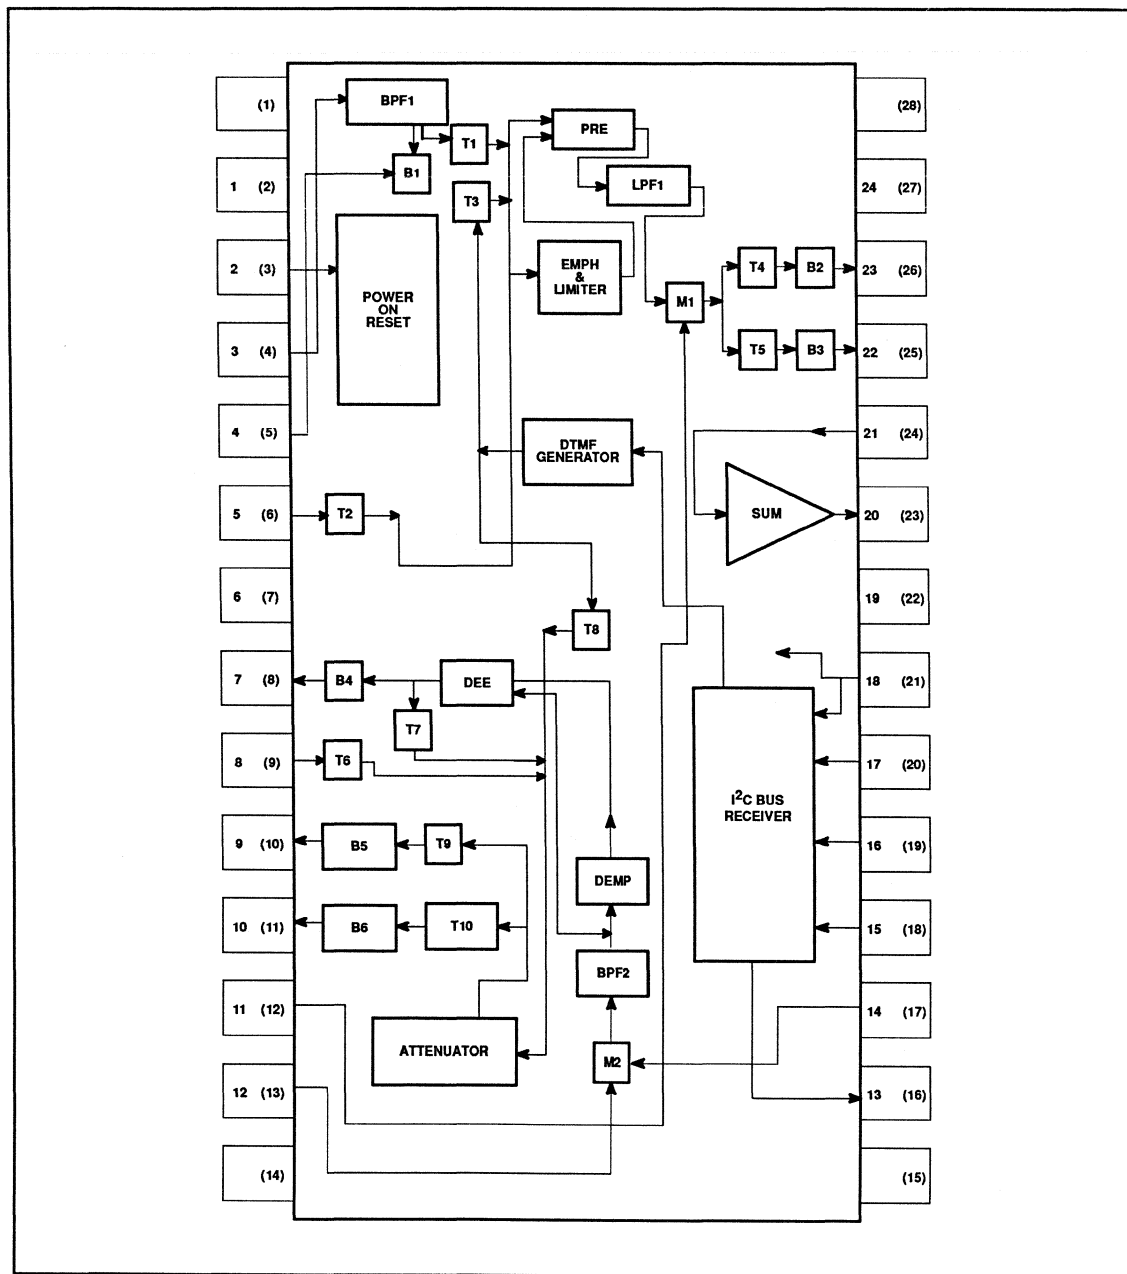 (1)
BPF1
(28)
PRE
T1
B1
1 (2)
LPF1
24 (27)
T3
2 (3)
EMPH
&
LIMITER
T4
B2
23 (26)
POWER
ON
RESET
M1
3 (4)
T5
B3
22 (25)
4 (5)
DTMF
GENERATOR
21 (24)
5 (6)
T2
SUM
20 (23)
6 (7)
19 (22)
T8
7 (8)
B4
DEE
18 (21)
T7
8 (9)
T6
17 (20)
I²C BUS
RECEIVER
9 (10)
B5
T9
16 (19)
DEMP
10 (11)
B6
T10
15 (18)
BPF2
11 (12)
14 (17)
ATTENUATOR
M2
12 (13)
13 (16)
(14)
(15)